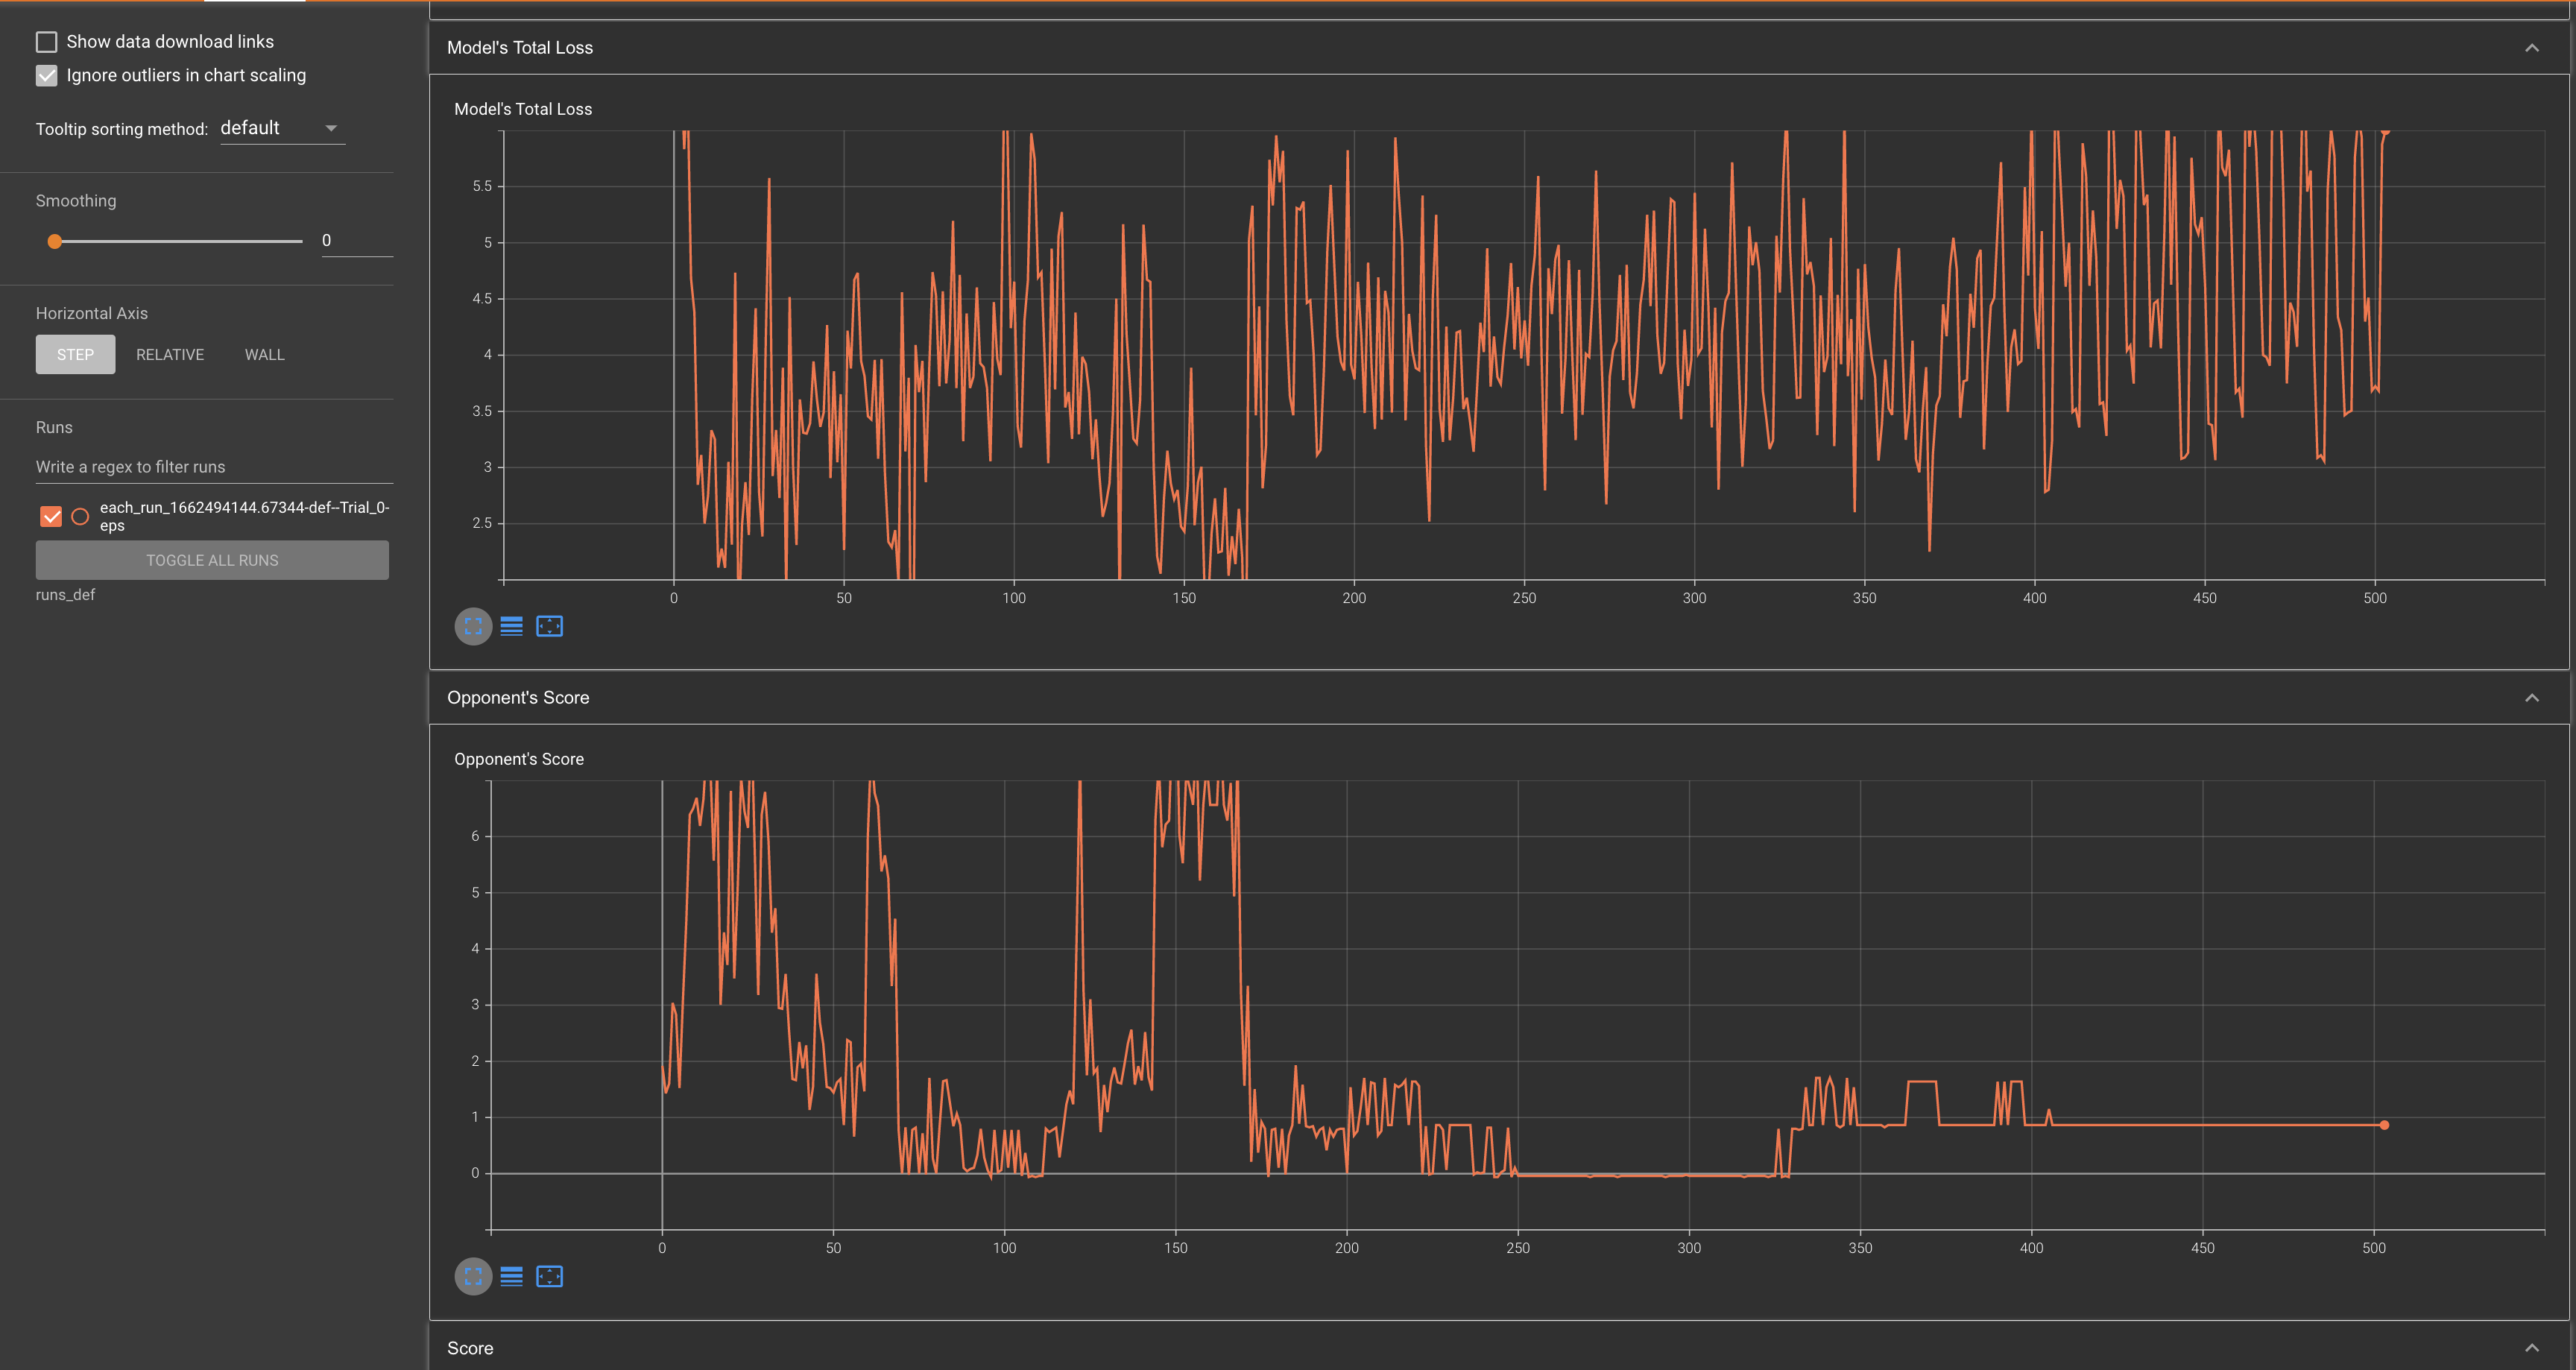 Show data download links
Ignore outliers in chart scaling
Tooltip sorting method: default
Smoothing
0
Horizontal Axis
STEP RELATIVE WALL
Runs
Write a regex to filter runs
each_run_1662494144.67344-def--Trial_0-
eps
TOGGLE ALL RUNS
runs_def
Model's Total Loss
Model's Total Loss
5.5
5
4.5
4
3.5
3
2.5
0 50 100 150 200 250 300 350 400 450 500
Opponent's Score
Opponent's Score
6
5
4
3
2
1
0
0 50 100 150 200 250 300 350 400 450 500
Score